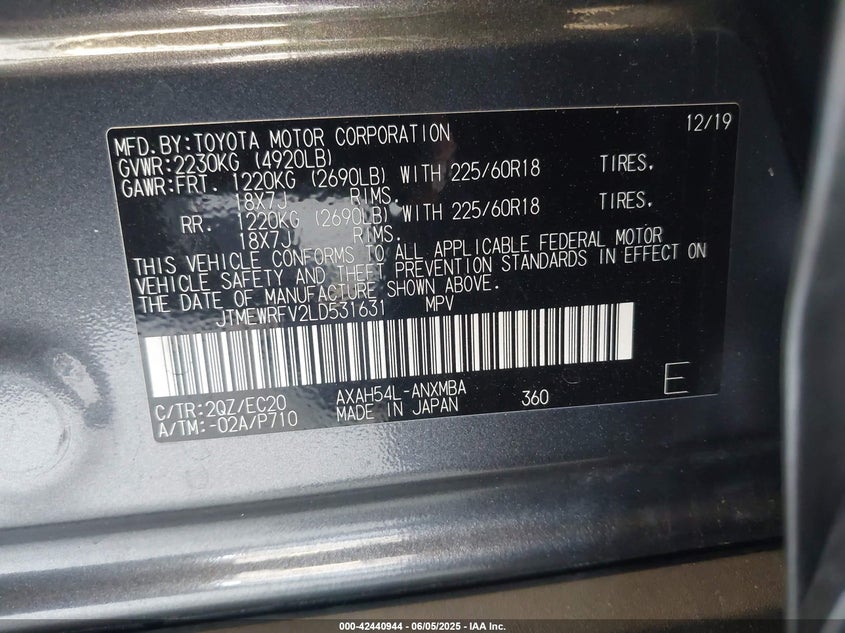 MFD.BY:TOYOTA MOTOR CORPORATION 12/19
GVWR:2230KG (4920LB)
GAWR:FRT. 1220KG (2690LB) WITH 225/60R18 TIRES.
18X7J RIMS.
RR. 1220KG (2690LB) WITH 225/60R18 TIRES.
18X7J RIMS.
THIS VEHICLE CONFORMS TO ALL APPLICABLE FEDERAL MOTOR
VEHICLE SAFETY AND THEFT PREVENTION STANDARDS IN EFFECT ON
THE DATE OF MANUFACTURE SHOWN ABOVE.
JTMEWRFV2LD531631 MPV
C/TR:2QZ/EC20 AXAH54L-ANXMBA 360 E
A/TM:-02A/P710 MADE IN JAPAN
000-42440944 | 06/05/2025 - IAA Inc.